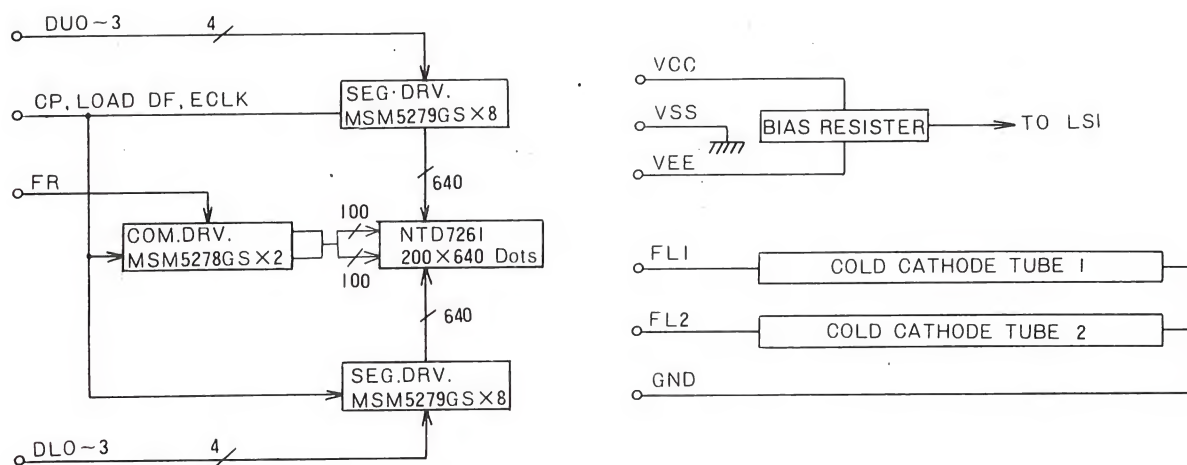 DUO~3 4
CP, LOAD DF, ECLK
SEG·DRV.
MSM5279GS×8
640
FR
COM.DRV.
MSM5278GS×2
100
100
NTD7261
200×640 Dots
640
SEG.DRV.
MSM5279GS×8
DLO~3 4
VCC
VSS
VEE
BIAS RESISTER
TO LSI
FL1
COLD CATHODE TUBE 1
FL2
COLD CATHODE TUBE 2
GND